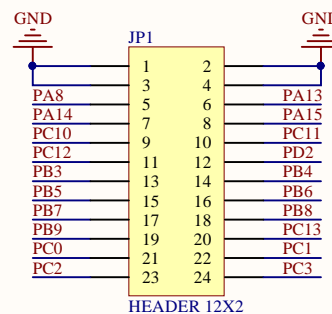 GND GND
JP1
1 2
3 4
PA8 5 6 PA13
PA14 7 8 PA15
PC10 9 10 PC11
PC12 11 12 PD2
PB3 13 14 PB4
PB5 15 16 PB6
PB7 17 18 PB8
PB9 19 20 PC13
PC0 21 22 PC1
PC2 23 24 PC3
HEADER 12X2